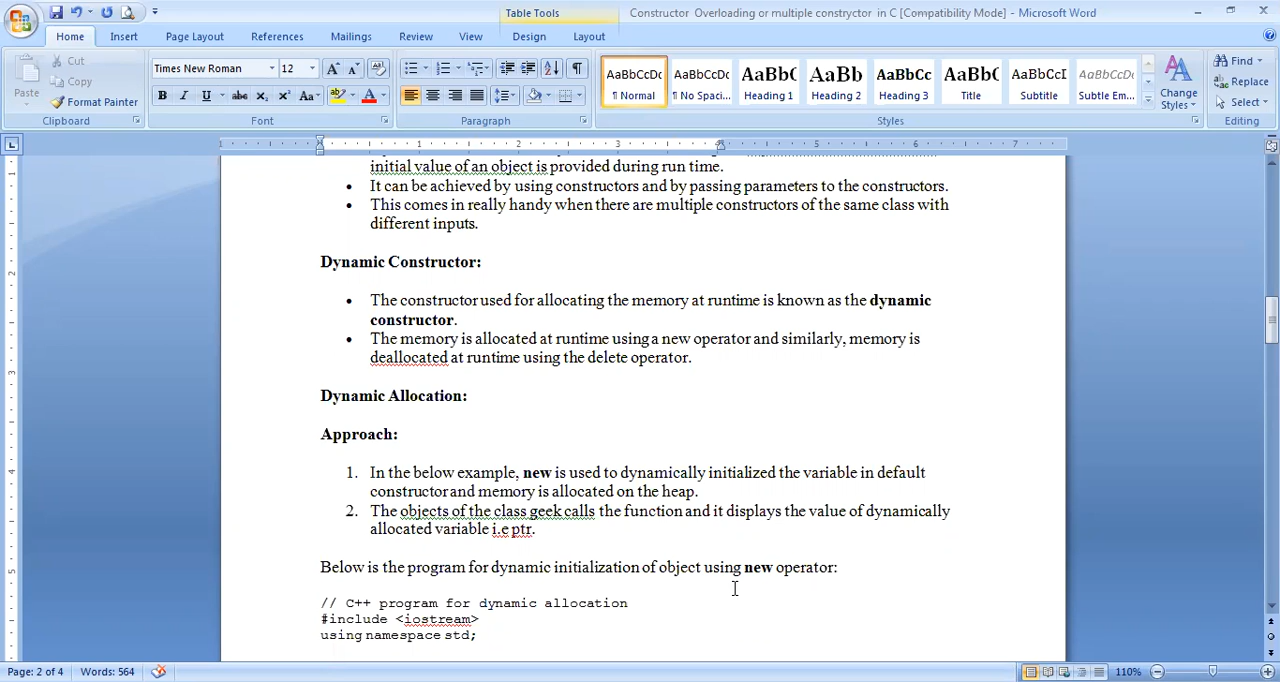 Table Tools
Constructor Overloading or multiple constryctor in C [Compatibility Mode] - Microsoft Word
Home Insert Page Layout References Mailings Review View Design Layout
Paste
Cut
Copy
Format Painter
Clipboard
Times New Roman 12
Font
Paragraph
AaBbCcDc AaBbCcDc AaBbC AaBb AaBbCc AaBbC AaBbCcI AaBbCcDc
¶ Normal ¶ No Spaci... Heading 1 Heading 2 Heading 3 Title Subtitle Subtle Em...
Change Styles
Styles
Find
Replace
Select
Editing
initial value of an object is provided during run time.
• It can be achieved by using constructors and by passing parameters to the constructors.
• This comes in really handy when there are multiple constructors of the same class with
different inputs.
Dynamic Constructor:
• The constructor used for allocating the memory at runtime is known as the dynamic
constructor.
• The memory is allocated at runtime using a new operator and similarly, memory is
deallocated at runtime using the delete operator.
Dynamic Allocation:
Approach:
1. In the below example, new is used to dynamically initialized the variable in default
constructor and memory is allocated on the heap.
2. The objects of the class geek calls the function and it displays the value of dynamically
allocated variable i.e ptr.
Below is the program for dynamic initialization of object using new operator:
// C++ program for dynamic allocation
#include <iostream>
using namespace std;
Page: 2 of 4 Words: 564 110%